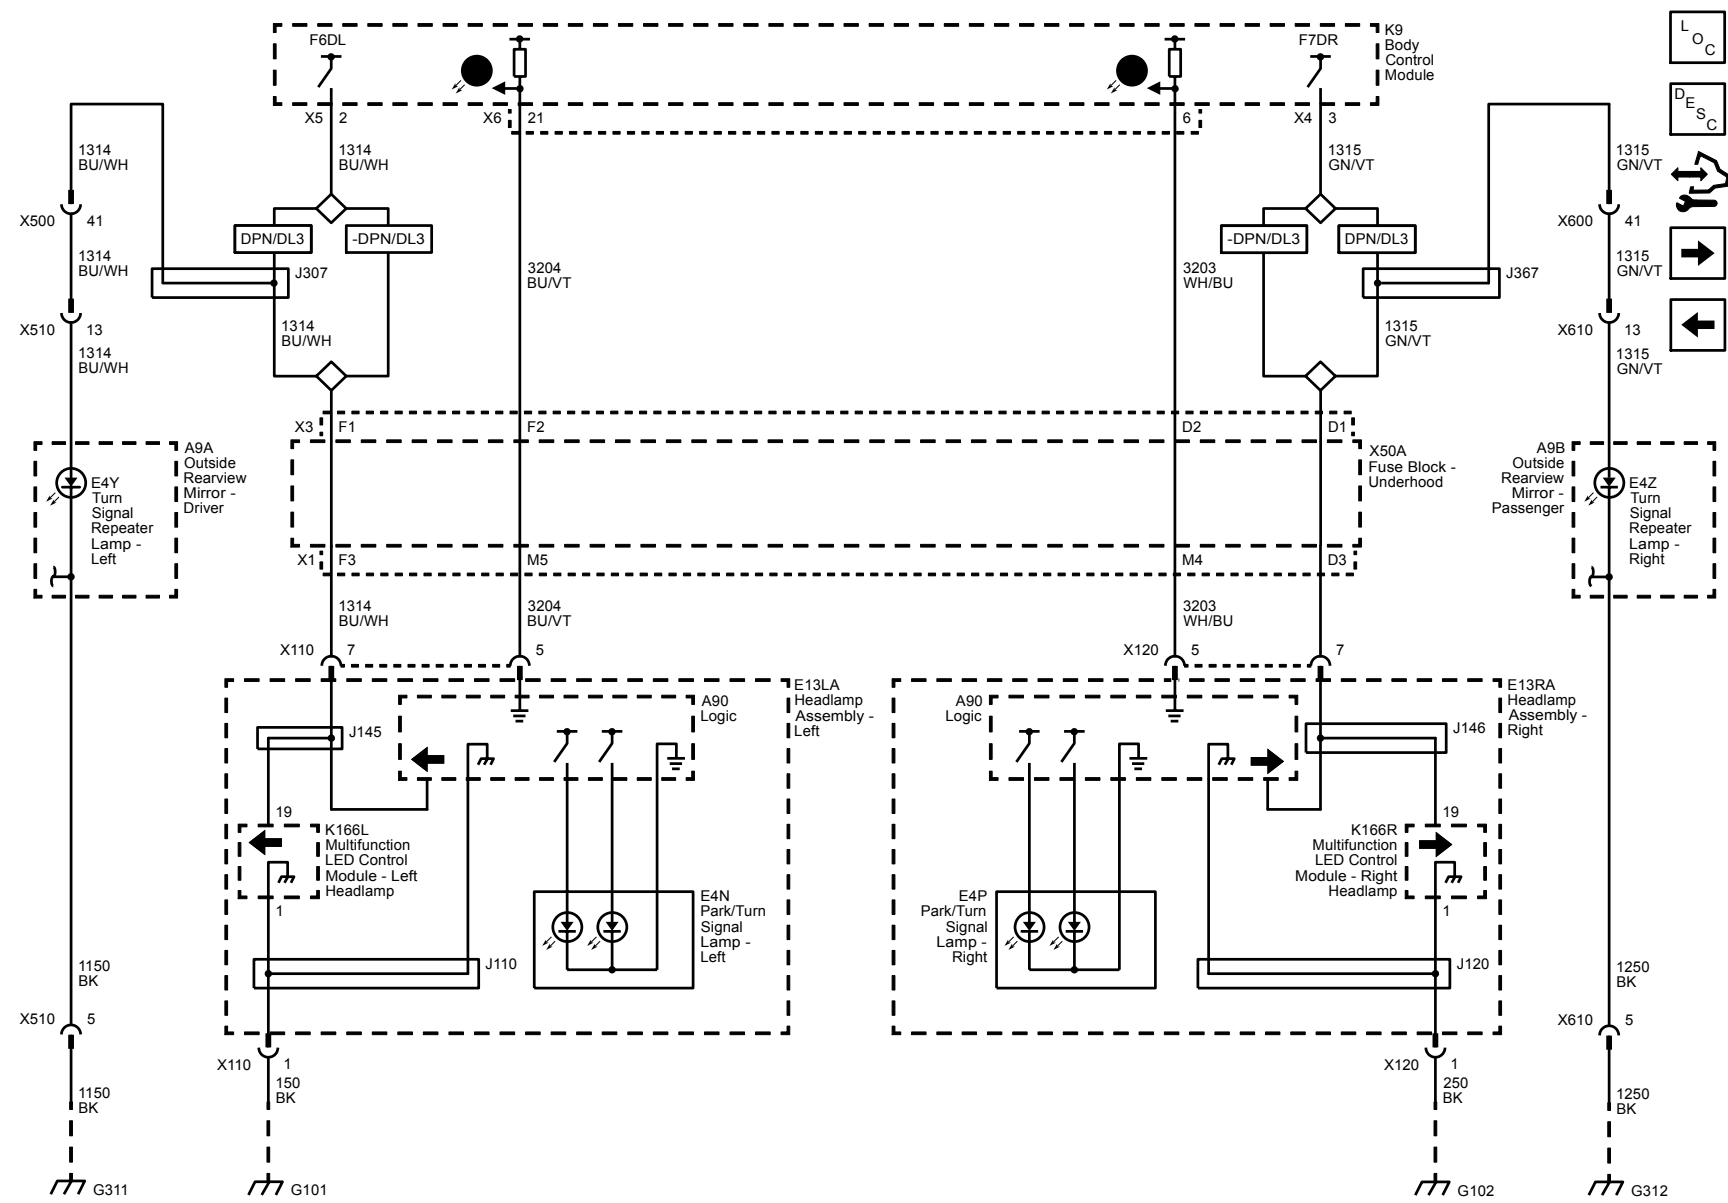 F6DL
F7DR
K9
Body
Control
Module
L
O
C
D
E
S
C
X5 2
X6 21
6
X4 3
1314
BU/WH
1314
BU/WH
1315
GN/VT
1315
GN/VT
X500 41
X600 41
DPN/DL3
-DPN/DL3
-DPN/DL3
DPN/DL3
1314
BU/WH
J307
3204
BU/VT
3203
WH/BU
J367
1315
GN/VT
X510 13
1314
BU/WH
1315
GN/VT
X610 13
1314
BU/WH
1315
GN/VT
X3 F1
F2
D2
D1
A9A
Outside
Rearview
Mirror -
Driver
E4Y
Turn
Signal
Repeater
Lamp -
Left
X50A
Fuse Block -
Underhood
A9B
Outside
Rearview
Mirror -
Passenger
E4Z
Turn
Signal
Repeater
Lamp -
Right
X1 F3
M5
M4
D3
1314
BU/WH
3204
BU/VT
3203
WH/BU
X110 7
5
X120 5
7
E13LA
Headlamp
Assembly -
Left
A90
Logic
A90
Logic
E13RA
Headlamp
Assembly -
Right
J145
J146
19
K166L
Multifunction
LED Control
Module - Left
Headlamp
1
19
K166R
Multifunction
LED Control
Module - Right
Headlamp
1
E4N
Park/Turn
Signal
Lamp -
Left
E4P
Park/Turn
Signal
Lamp -
Right
J110
J120
1150
BK
1250
BK
X510 5
X610 5
X110 1
150
BK
X120 1
250
BK
1150
BK
1250
BK
G311
G101
G102
G312